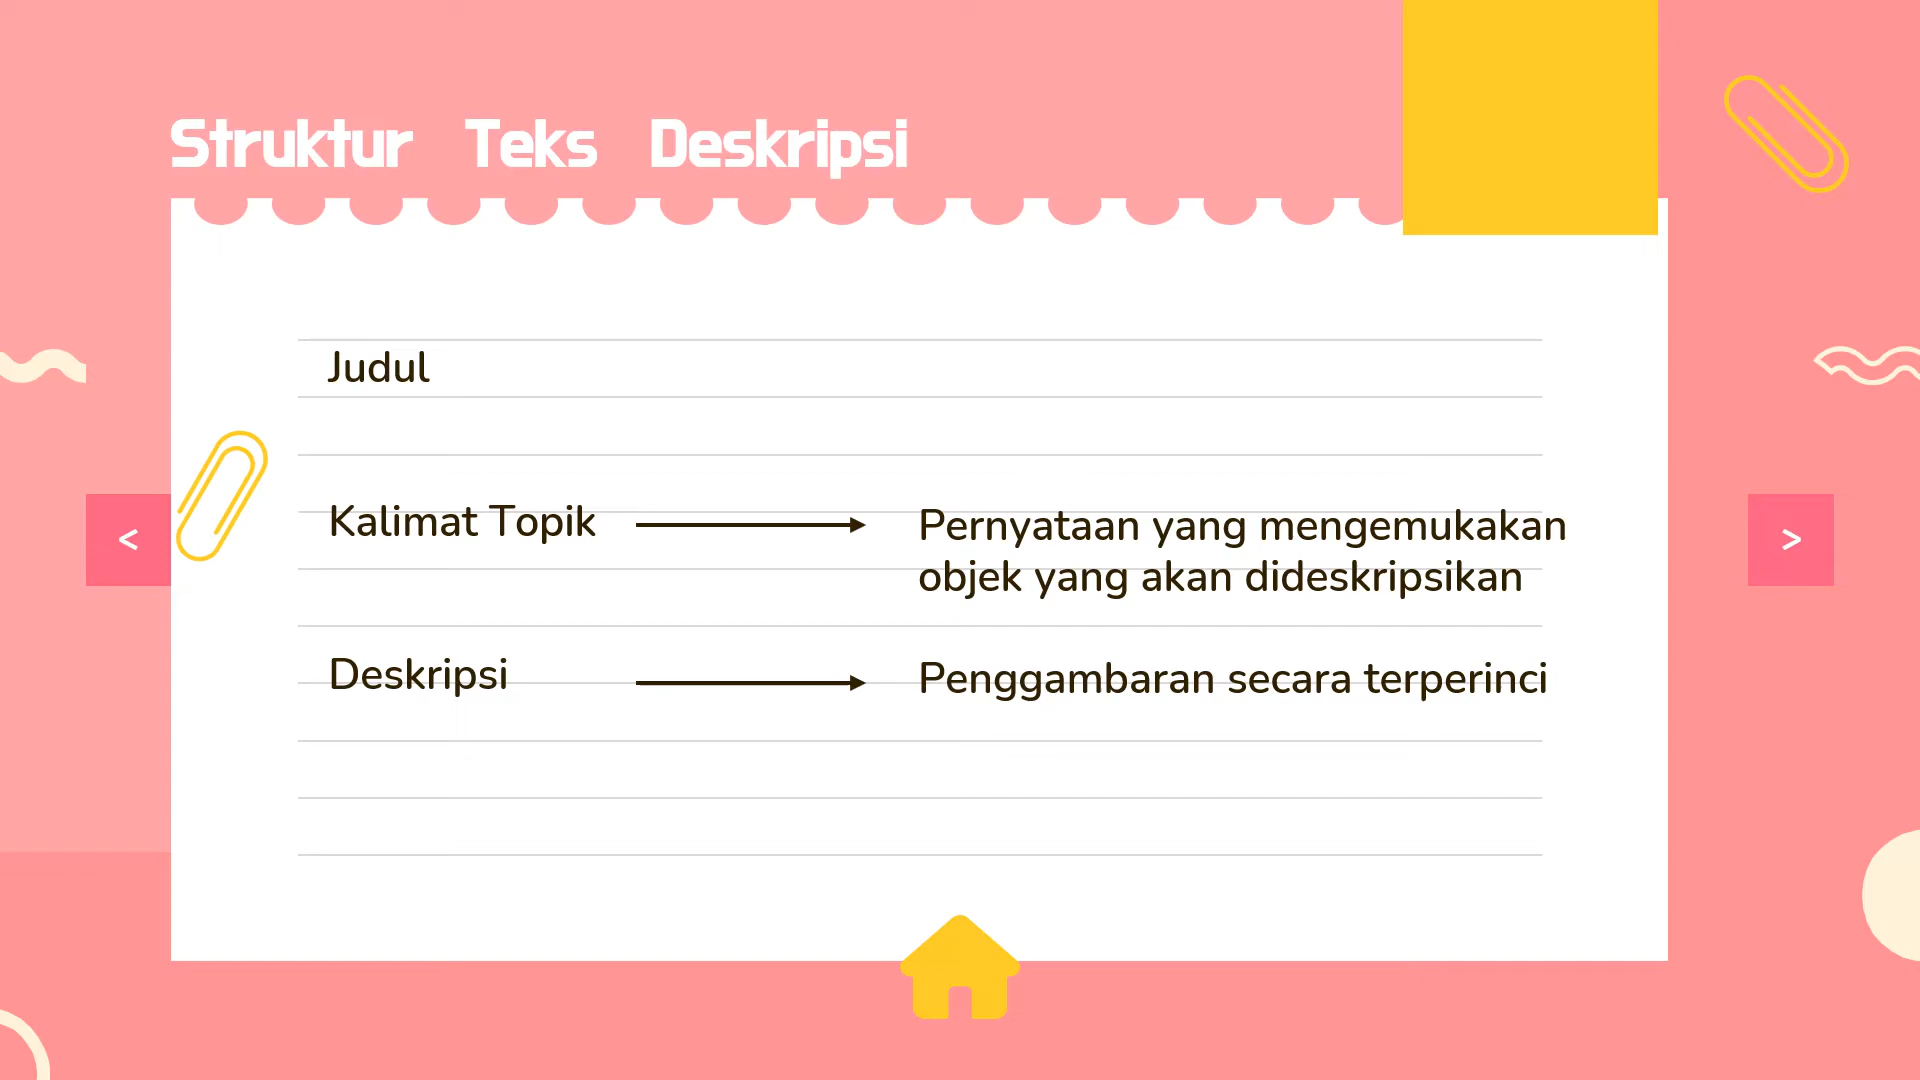 Struktur Teks Deskripsi
Judul
Kalimat Topik
Pernyataan yang mengemukakan
objek yang akan dideskripsikan
Deskripsi
Penggambaran secara terperinci
<
>